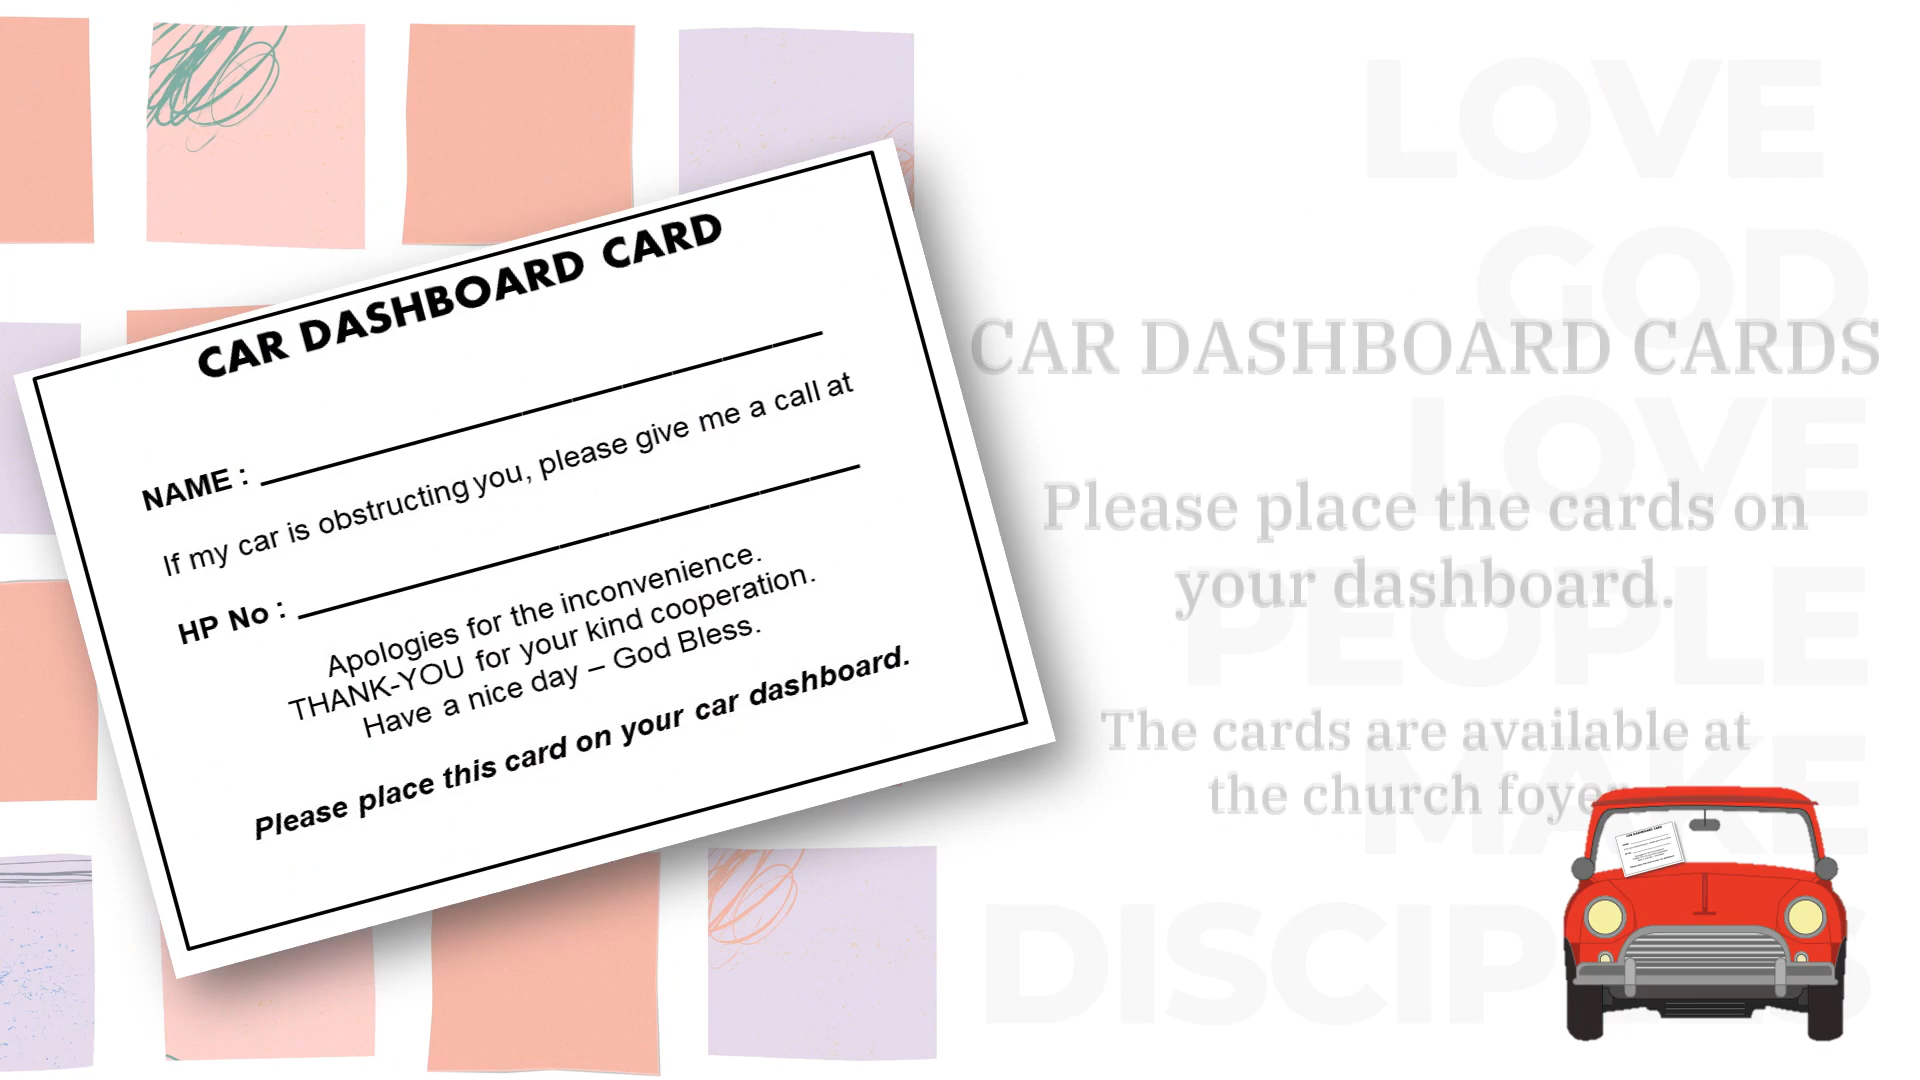 CAR DASHBOARD CARD
NAME : ____________________
If my car is obstructing you, please give me a call at
HP No : ____________________
Apologies for the inconvenience.
THANK-YOU for your kind cooperation.
Have a nice day – God Bless.
Please place this card on your car dashboard.
CAR DASHBOARD CARDS
Please place the cards on
your dashboard.
The cards are available at
the church foyer
LOVE
GOD
LOVE
PEOPLE
MAKE